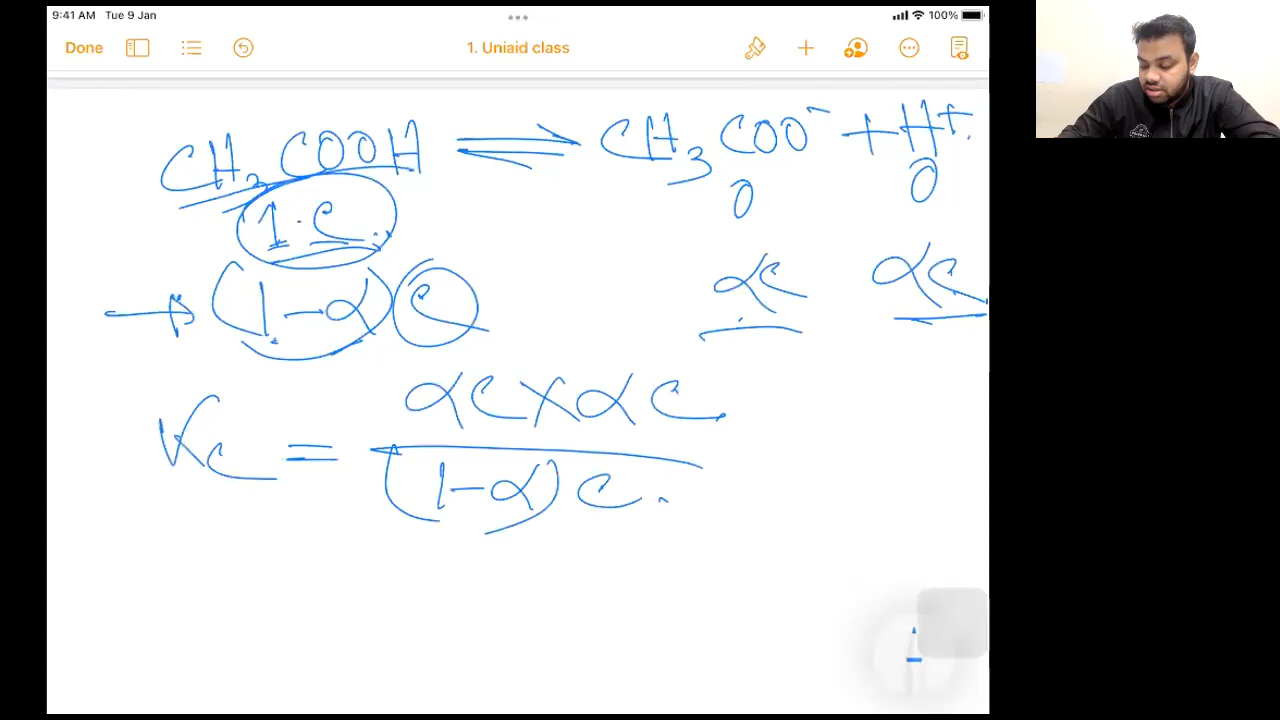 9:41 AM Tue 9 Jan 100%
Done 1. Uniaid class
CH3COOH ⇌ CH3COO⁻ + H⁺.
1·C. 0 0
→ (1-α) C αC αC
Kc = αC×αC
(1-α)C.